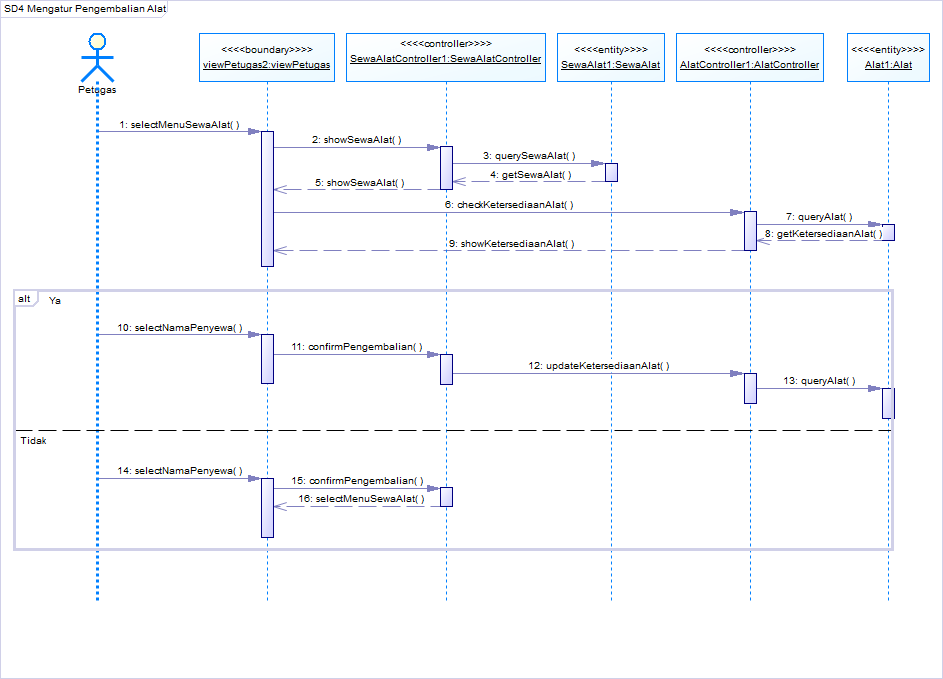 SD4 Mengatur Pengembalian Alat
Petugas
<<<<boundary>>>>
viewPetugas2:viewPetugas
<<<<controller>>>>
SewaAlatController1:SewaAlatController
<<<<entity>>>>
SewaAlat1:SewaAlat
<<<<controller>>>>
AlatController1:AlatController
<<<<entity>>>>
Alat1:Alat
1: selectMenuSewaAlat( )
2: showSewaAlat( )
3: querySewaAlat( )
4: getSewaAlat( )
5: showSewaAlat( )
6: checkKetersediaanAlat( )
7: queryAlat( )
8: getKetersediaanAlat( )
9: showKetersediaanAlat( )
alt
Ya
10: selectNamaPenyewa( )
11: confirmPengembalian( )
12: updateKetersediaanAlat( )
13: queryAlat( )
Tidak
14: selectNamaPenyewa( )
15: confirmPengembalian( )
16: selectMenuSewaAlat( )